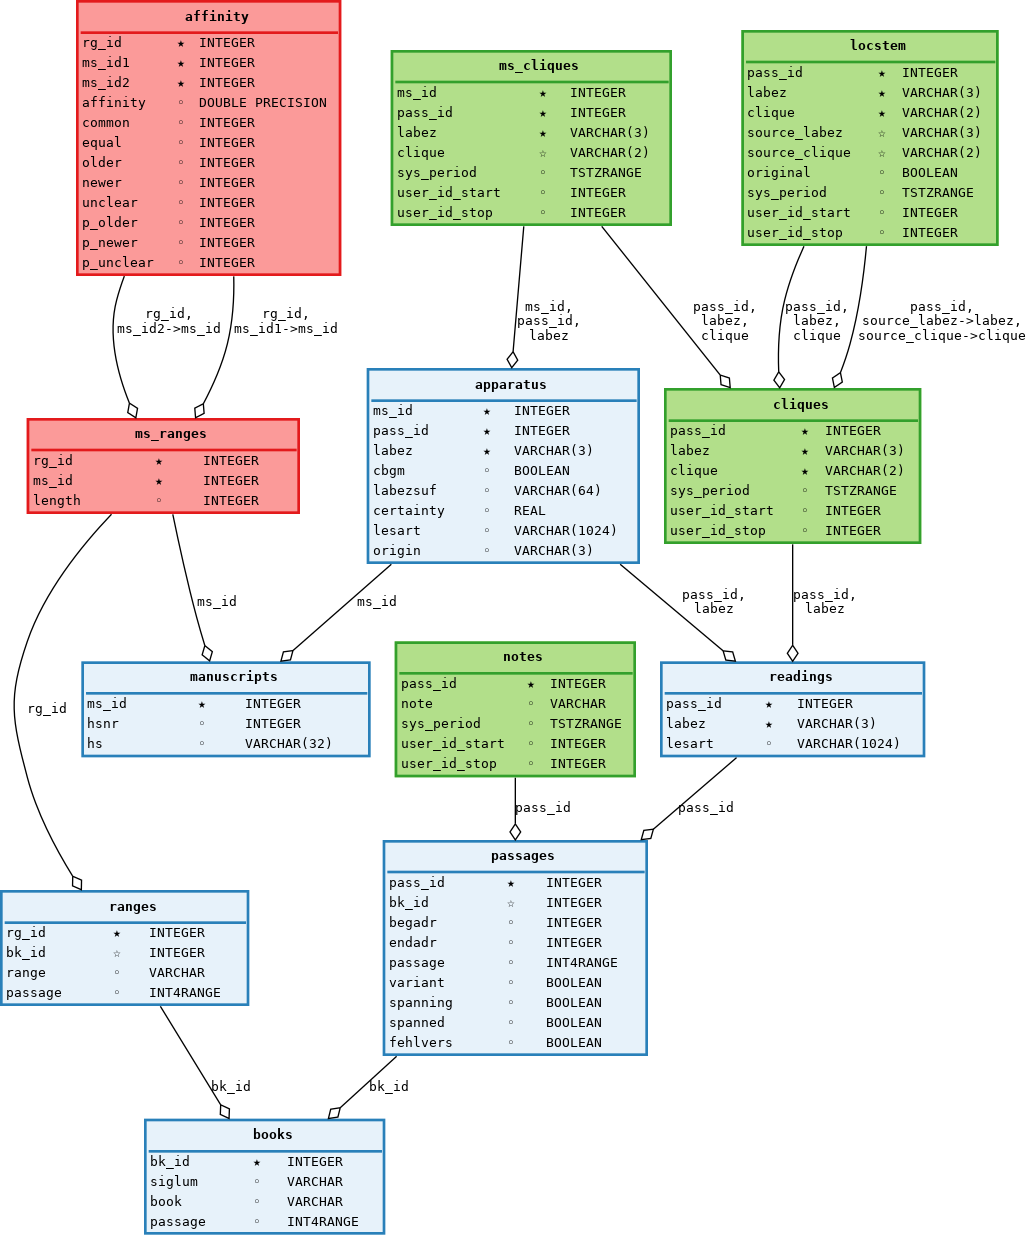 affinity
rg_id ★ INTEGER
ms_id1 ★ INTEGER
ms_id2 ★ INTEGER
affinity ◦ DOUBLE PRECISION
common ◦ INTEGER
equal ◦ INTEGER
older ◦ INTEGER
newer ◦ INTEGER
unclear ◦ INTEGER
p_older ◦ INTEGER
p_newer ◦ INTEGER
p_unclear ◦ INTEGER
ms_cliques
ms_id ★ INTEGER
pass_id ★ INTEGER
labez ★ VARCHAR(3)
clique ☆ VARCHAR(2)
sys_period ◦ TSTZRANGE
user_id_start ◦ INTEGER
user_id_stop ◦ INTEGER
locstem
pass_id ★ INTEGER
labez ★ VARCHAR(3)
clique ★ VARCHAR(2)
source_labez ☆ VARCHAR(3)
source_clique ☆ VARCHAR(2)
original ◦ BOOLEAN
sys_period ◦ TSTZRANGE
user_id_start ◦ INTEGER
user_id_stop ◦ INTEGER
rg_id,
ms_id2->ms_id
rg_id,
ms_id1->ms_id
ms_id,
pass_id,
labez
pass_id,
labez,
clique
pass_id,
labez,
clique
pass_id,
source_labez->labez,
source_clique->clique
ms_ranges
rg_id ★ INTEGER
ms_id ★ INTEGER
length ◦ INTEGER
apparatus
ms_id ★ INTEGER
pass_id ★ INTEGER
labez ★ VARCHAR(3)
cbgm ◦ BOOLEAN
labezsuf ◦ VARCHAR(64)
certainty ◦ REAL
lesart ◦ VARCHAR(1024)
origin ◦ VARCHAR(3)
cliques
pass_id ★ INTEGER
labez ★ VARCHAR(3)
clique ★ VARCHAR(2)
sys_period ◦ TSTZRANGE
user_id_start ◦ INTEGER
user_id_stop ◦ INTEGER
rg_id
ms_id
ms_id
pass_id,
labez
pass_id,
labez
manuscripts
ms_id ★ INTEGER
hsnr ◦ INTEGER
hs ◦ VARCHAR(32)
notes
pass_id ★ INTEGER
note ◦ VARCHAR
sys_period ◦ TSTZRANGE
user_id_start ◦ INTEGER
user_id_stop ◦ INTEGER
readings
pass_id ★ INTEGER
labez ★ VARCHAR(3)
lesart ◦ VARCHAR(1024)
pass_id
pass_id
ranges
rg_id ★ INTEGER
bk_id ☆ INTEGER
range ◦ VARCHAR
passage ◦ INT4RANGE
passages
pass_id ★ INTEGER
bk_id ☆ INTEGER
begadr ◦ INTEGER
endadr ◦ INTEGER
passage ◦ INT4RANGE
variant ◦ BOOLEAN
spanning ◦ BOOLEAN
spanned ◦ BOOLEAN
fehlvers ◦ BOOLEAN
bk_id
bk_id
books
bk_id ★ INTEGER
siglum ◦ VARCHAR
book ◦ VARCHAR
passage ◦ INT4RANGE